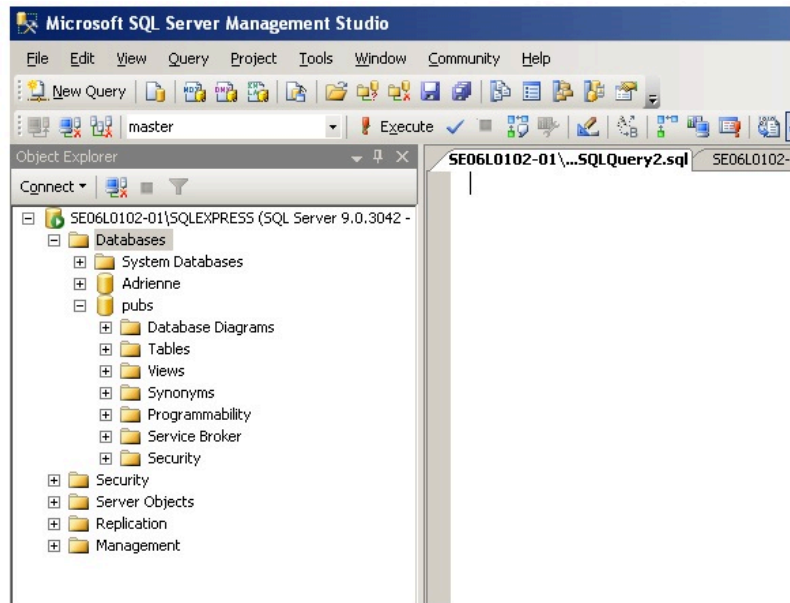 Microsoft SQL Server Management Studio
File Edit View Query Project Tools Window Community Help
New Query
master Execute
Object Explorer
SE06L0102-01\...SQLQuery2.sql SE06L0102-
Connect
SE06L0102-01\SQLEXPRESS (SQL Server 9.0.3042 -
Databases
System Databases
Adrienne
pubs
Database Diagrams
Tables
Views
Synonyms
Programmability
Service Broker
Security
Security
Server Objects
Replication
Management